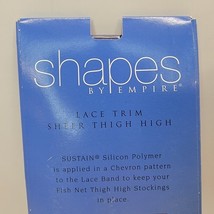 shapes
BY EMPIRE®
LACE TRIM
SHEER THIGH HIGH
SUSTAIN® Silicon Polymer
is applied in a Chevron pattern
to the Lace Band to keep your
Fish Net Thigh High Stockings
in place.